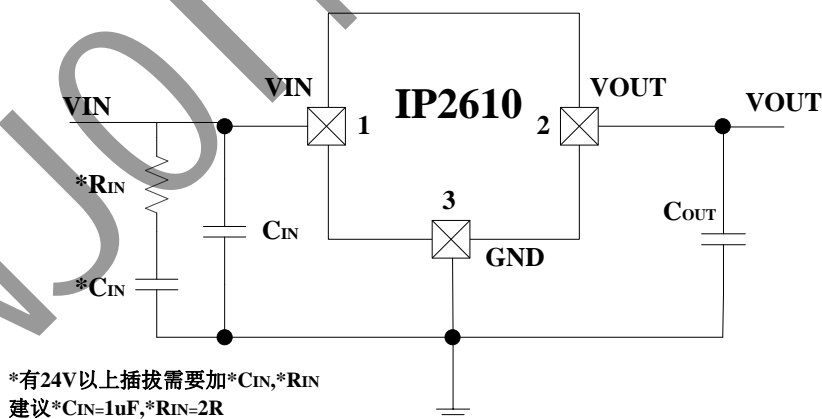 VIN
IP2610
VOUT
VIN
VOUT
1
2
*RIN
3
COUT
CIN
GND
*CIN
*有24V以上插拔需要加*CIN,*RIN
建议*CIN=1uF,*RIN=2R